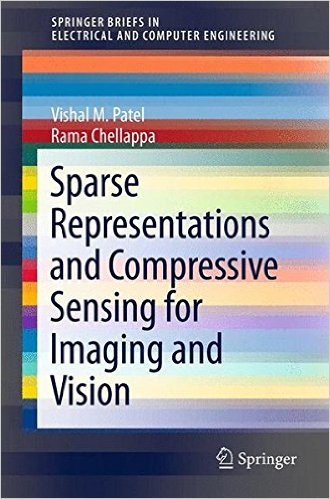 SPRINGER BRIEFS IN
ELECTRICAL AND COMPUTER ENGINEERING
Vishal M. Patel
Rama Chellappa
Sparse
Representations
and Compressive
Sensing for
Imaging and
Vision
Springer